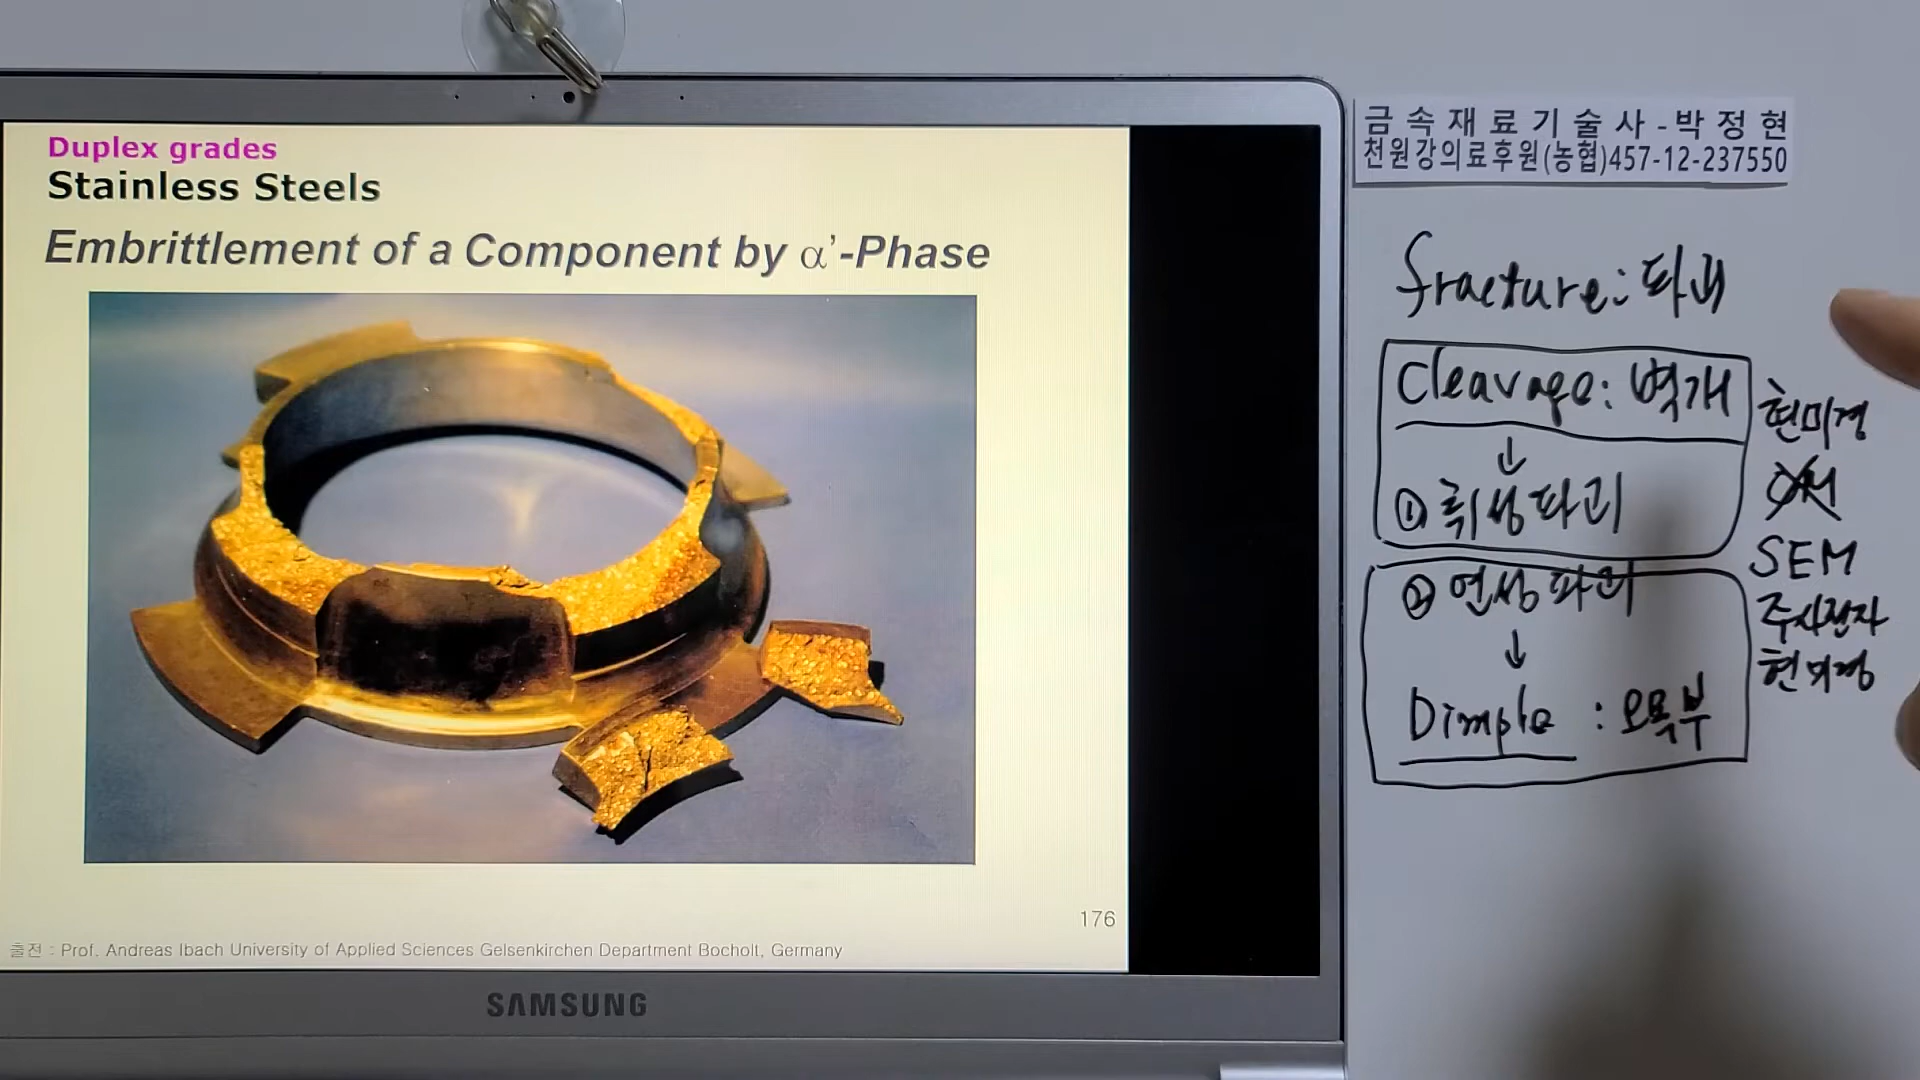 Duplex grades
Stainless Steels
Embrittlement of a Component by α'-Phase
176
출전 : Prof. Andreas Ibach University of Applied Sciences Gelsenkirchen Department Bocholt, Germany
SAMSUNG
금속재료기술사-박정현
천원강의료후원(농협)457-12-237550
fracture: 파괴
Cleavage: 벽개
↓
① 취성파괴
② 연성파괴
↓
Dimple : 오목부
현미경
SEM
주사전자
현미경